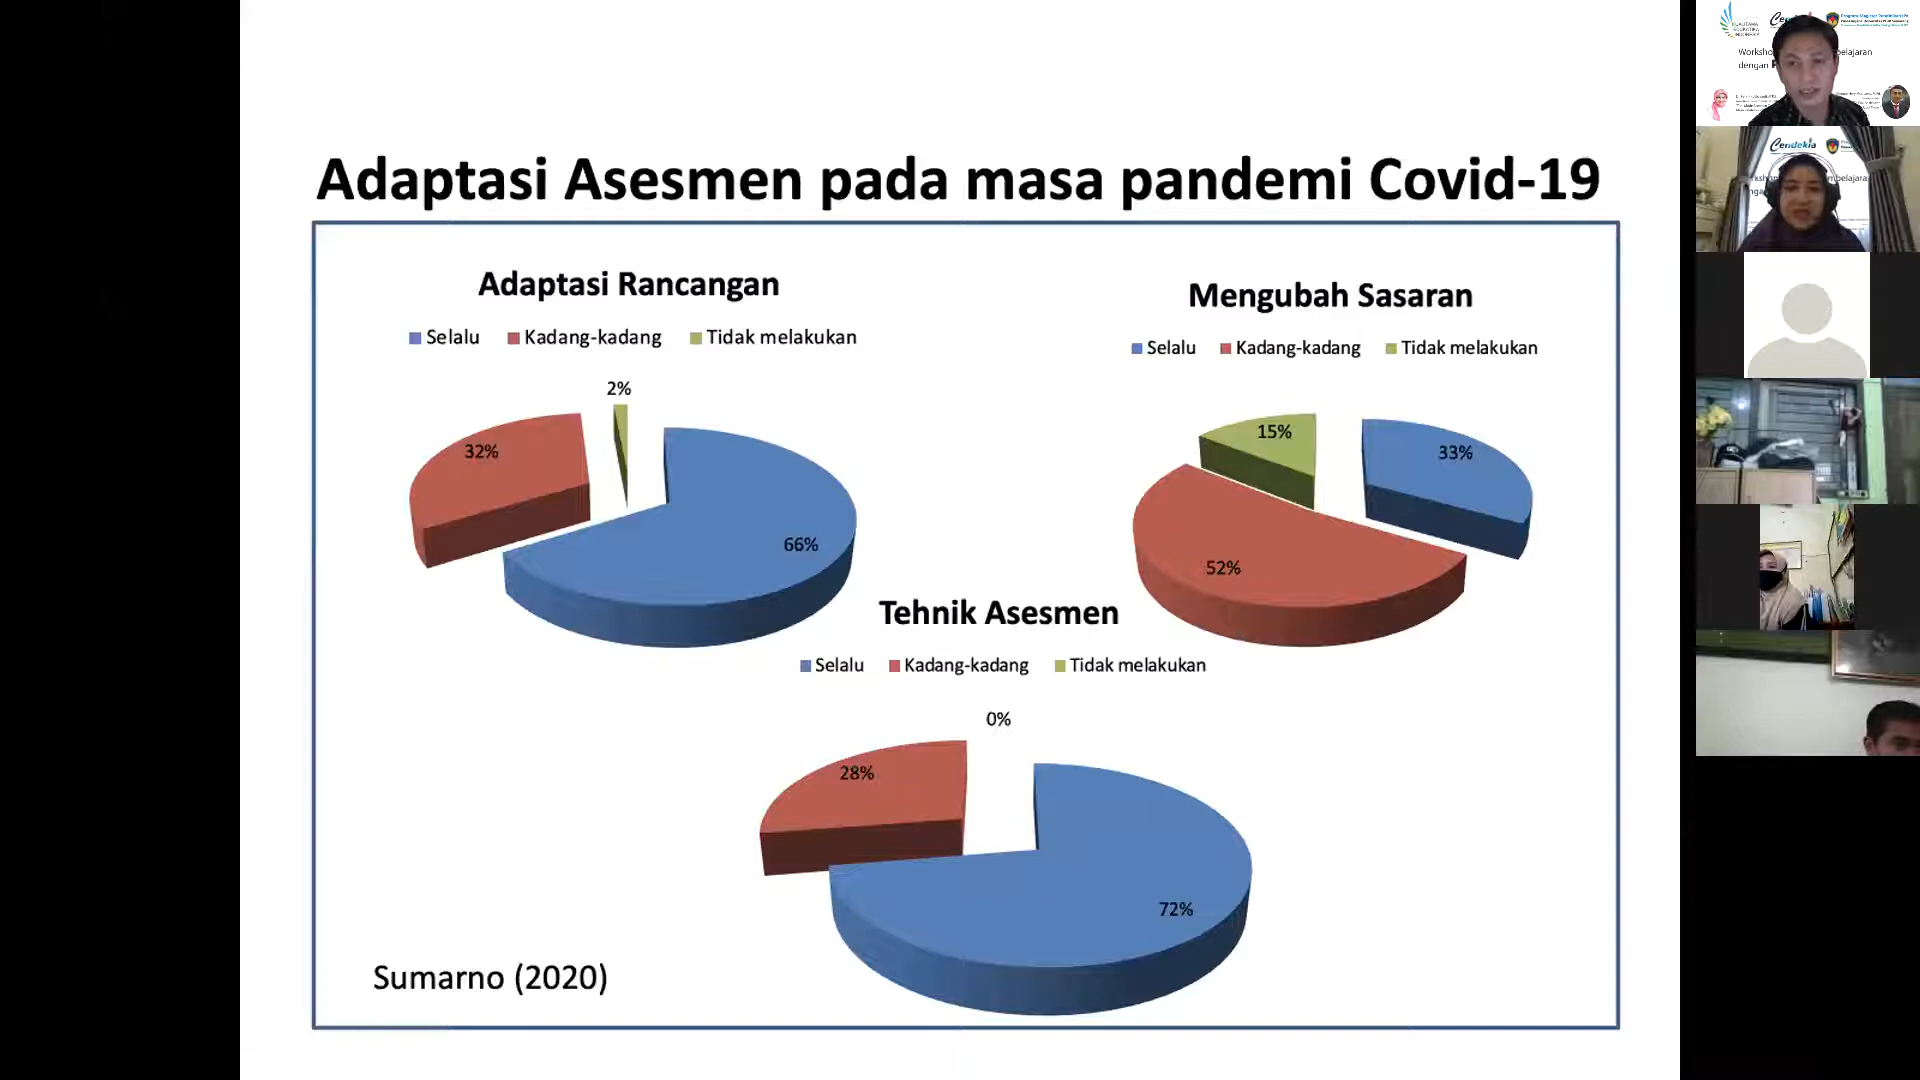 Adaptasi Asesmen pada masa pandemi Covid-19
Adaptasi Rancangan
Selalu Kadang-kadang Tidak melakukan
2%
32%
66%
Mengubah Sasaran
Selalu Kadang-kadang Tidak melakukan
15%
33%
52%
Tehnik Asesmen
Selalu Kadang-kadang Tidak melakukan
0%
28%
72%
Sumarno (2020)
dengan
Cendekia